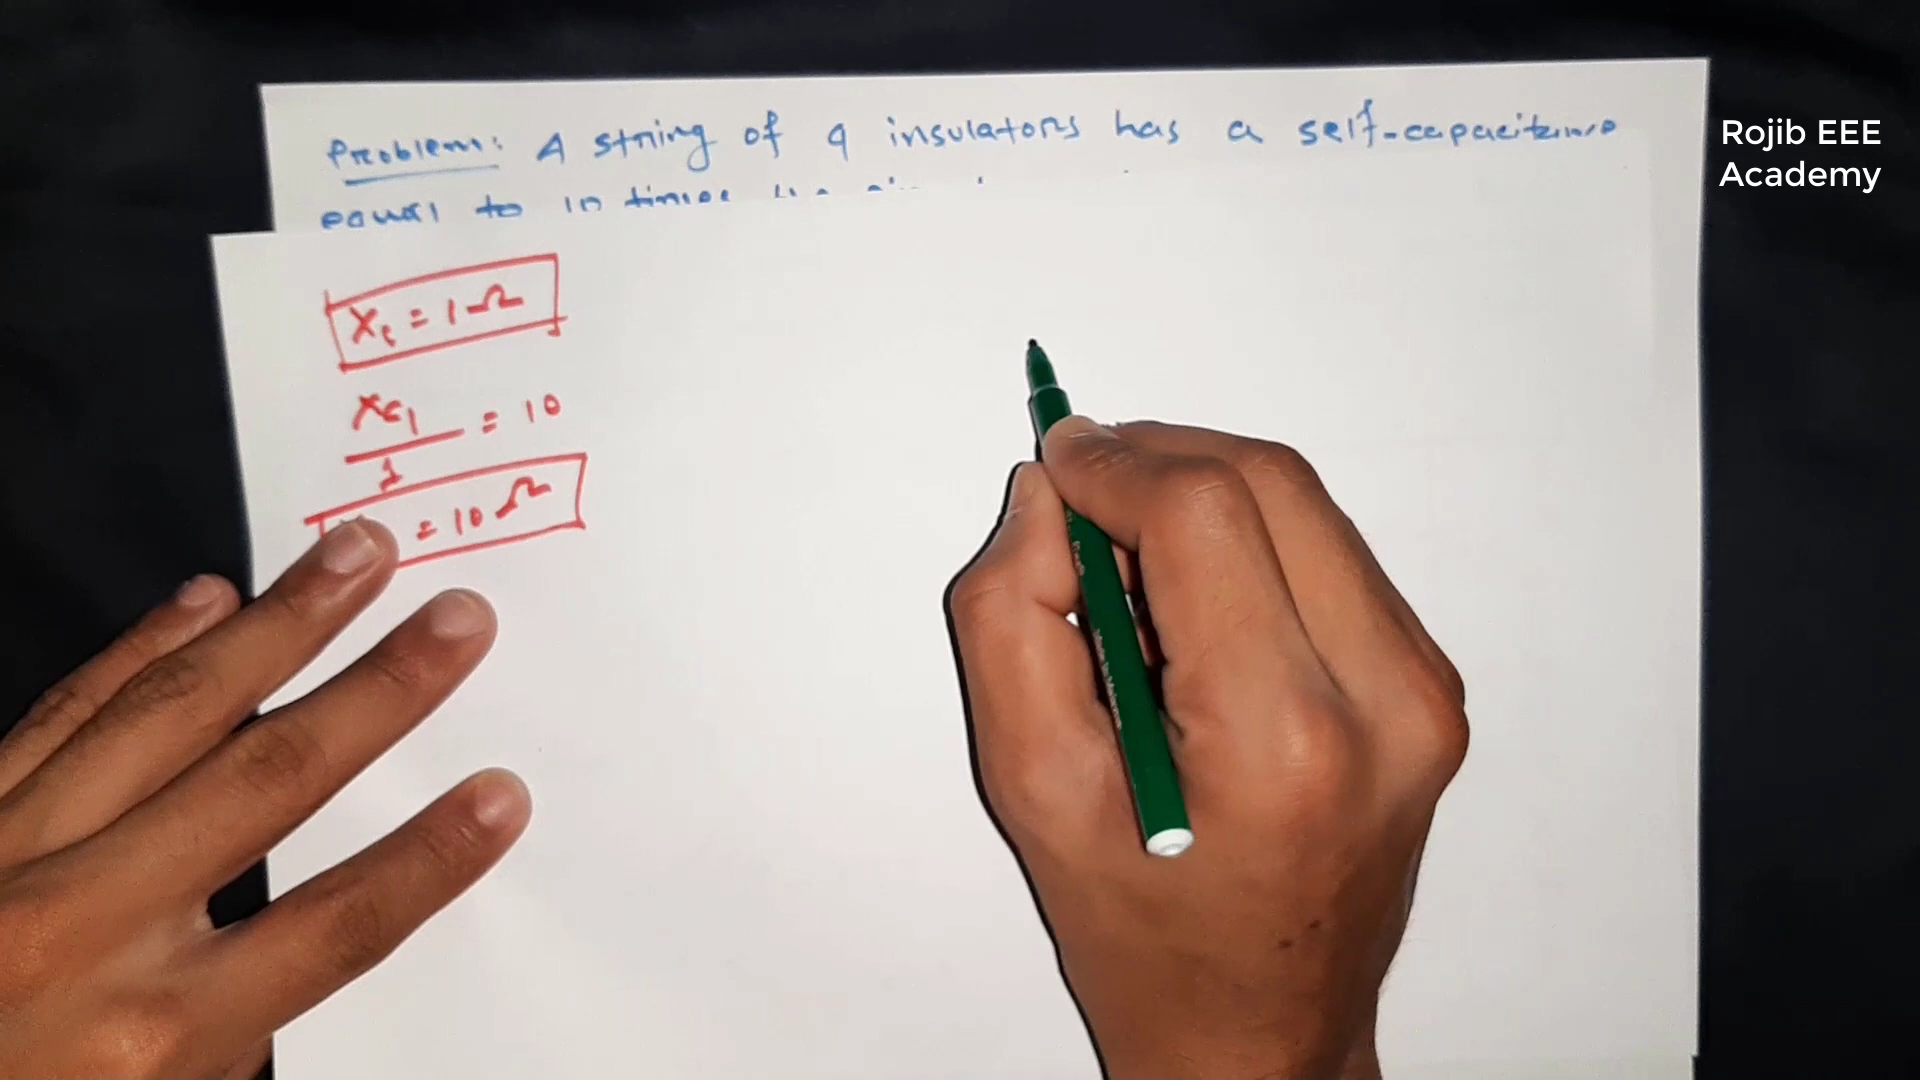 Problem: A string of 9 insulators has a self-capacitance
equal to 10 times
Rojib EEE
Academy
Xc = 1Ω
Xc1
= 10
1
= 10 Ω